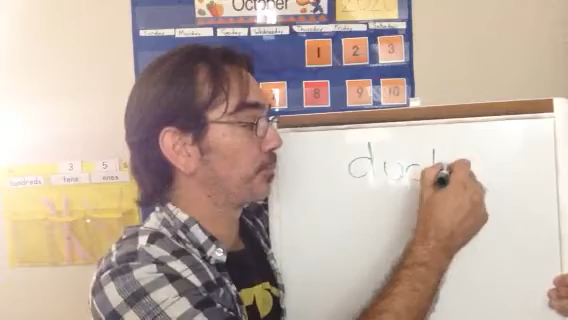 October
2020
Sunday Monday Tuesday Wednesday Thursday Friday Saturday
1 2 3
8 9 10
3 5
hundreds tens ones
duc